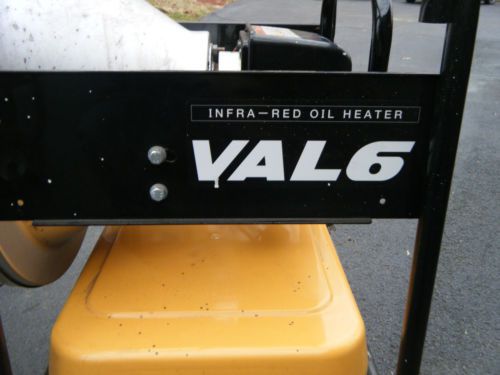 INFRA-RED OIL HEATER
VAL6